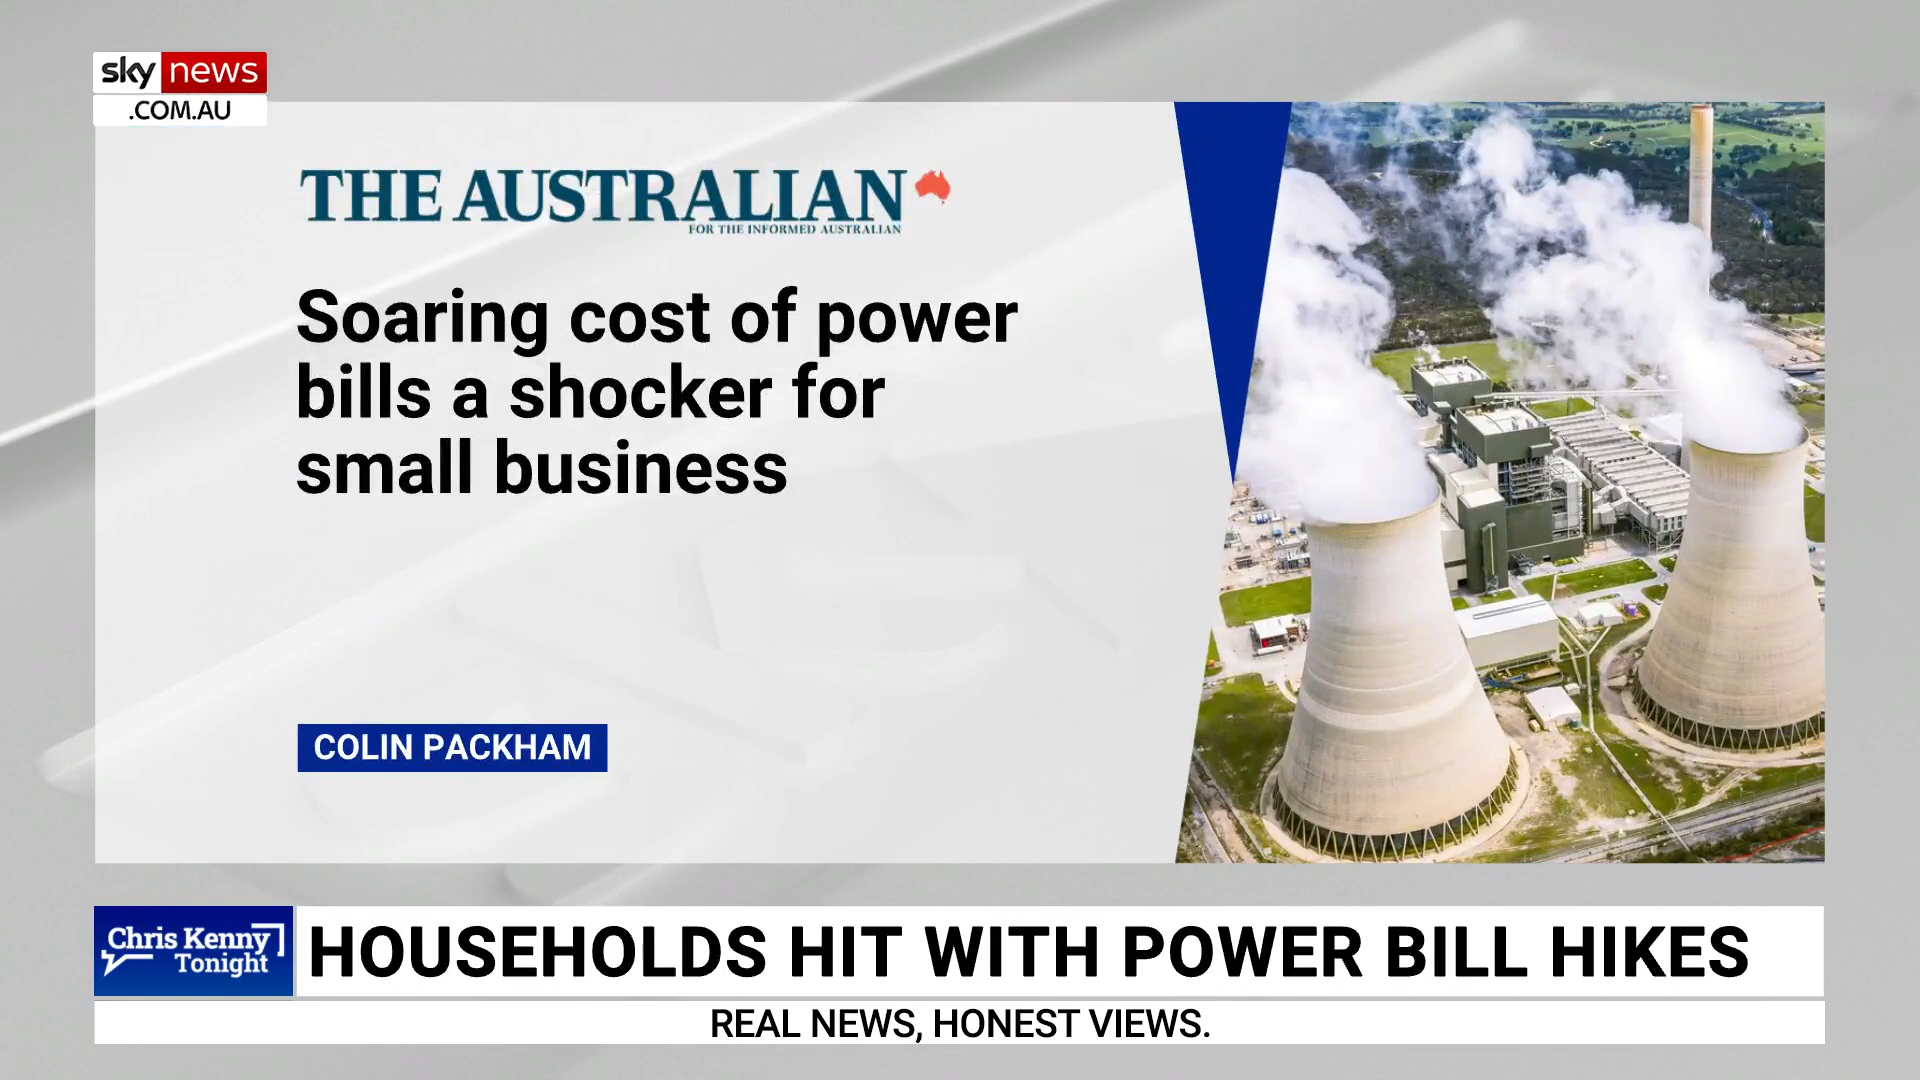 sky news
.COM.AU
THE AUSTRALIAN
FOR THE INFORMED AUSTRALIAN
Soaring cost of power
bills a shocker for
small business
COLIN PACKHAM
Chris Kenny
Tonight
HOUSEHOLDS HIT WITH POWER BILL HIKES
REAL NEWS, HONEST VIEWS.